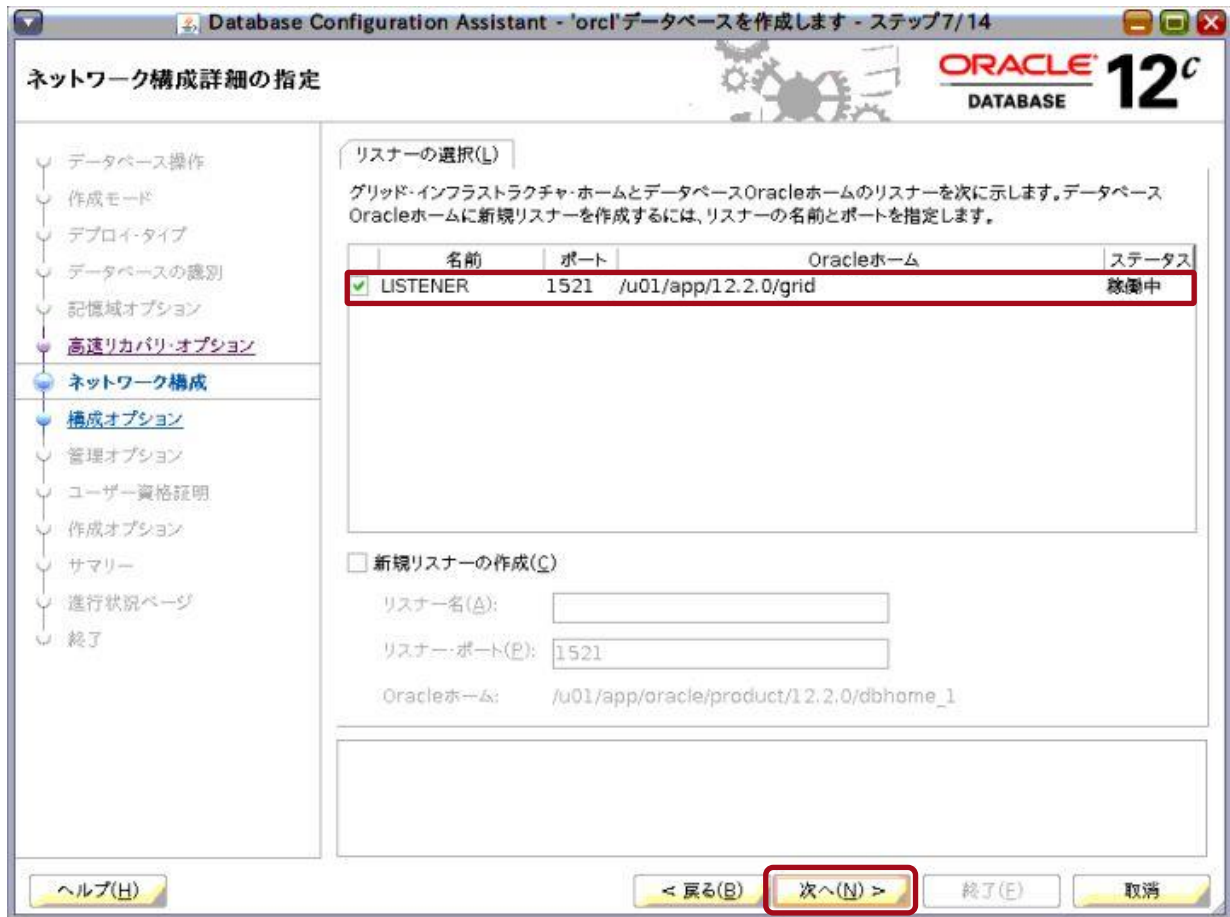 Database Configuration Assistant - 'orcl'データベースを作成します - ステップ7/14
ネットワーク構成詳細の指定
ORACLE
DATABASE
12c
データベース操作
作成モード
デプロイ・タイプ
データベースの識別
記憶域オプション
高速リカバリ・オプション
ネットワーク構成
構成オプション
管理オプション
ユーザー資格証明
作成オプション
サマリー
進行状況ページ
終了
リスナーの選択(L)
グリッド・インフラストラクチャ・ホームとデータベースOracleホームのリスナーを次に示します。データベース
Oracleホームに新規リスナーを作成するには、リスナーの名前とポートを指定します。
名前 ポート Oracleホーム ステータス
LISTENER 1521 /u01/app/12.2.0/grid 稼働中
新規リスナーの作成(C)
リスナー名(A):
リスナー・ポート(P): 1521
Oracleホーム: /u01/app/oracle/product/12.2.0/dbhome_1
ヘルプ(H) < 戻る(B) 次へ(N) > 終了(F) 取消